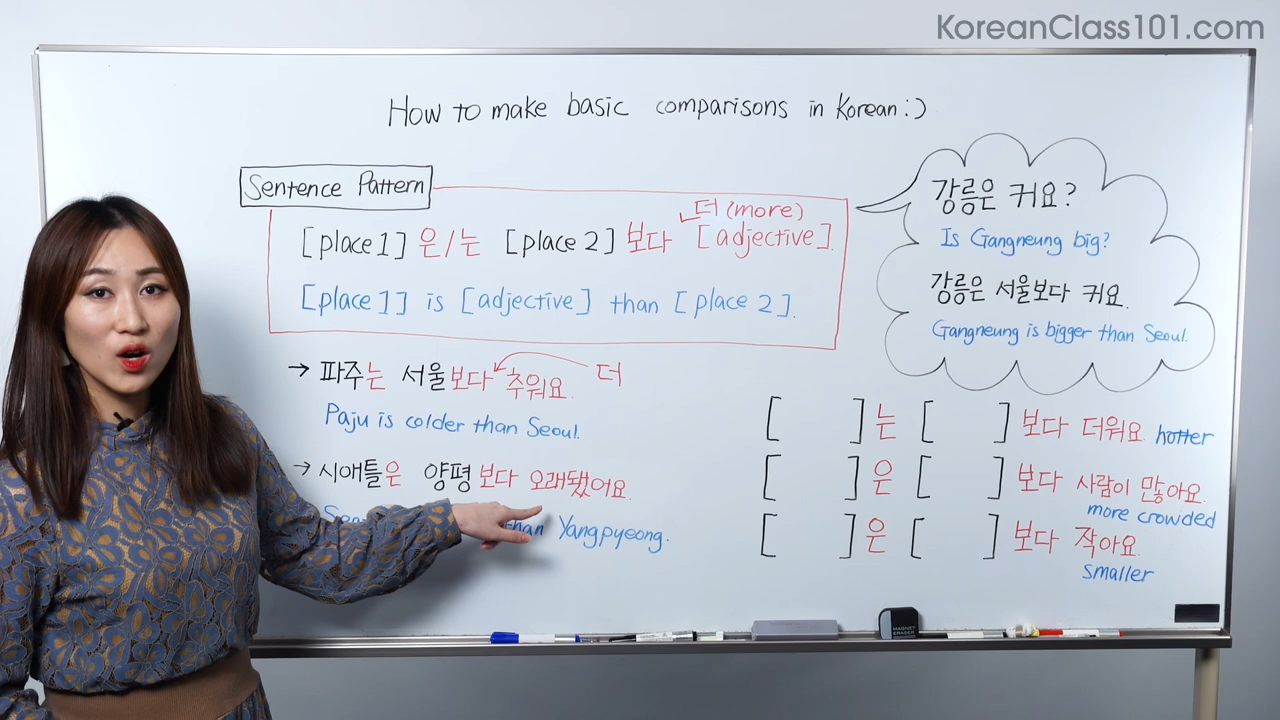 KoreanClass101.com
How to make basic comparisons in Korean:)
Sentence Pattern
더 (more)
[place 1] 은/는 [place 2] 보다 [adjective].
[place 1] is [adjective] than [place 2].
강릉은 커요?
Is Gangneung big?
강릉은 서울보다 커요.
Gangneung is bigger than Seoul.
→ 파주는 서울보다 추워요. 더
Paju is colder than Seoul.
→ 시애틀은 양평보다 오래됐어요.
than Yangpyeong.
[ ]는 [ ]보다 더워요. hotter
[ ]은 [ ]보다 사람이 많아요.
more crowded
[ ]은 [ ]보다 작아요.
smaller
MAGNET
ERASER